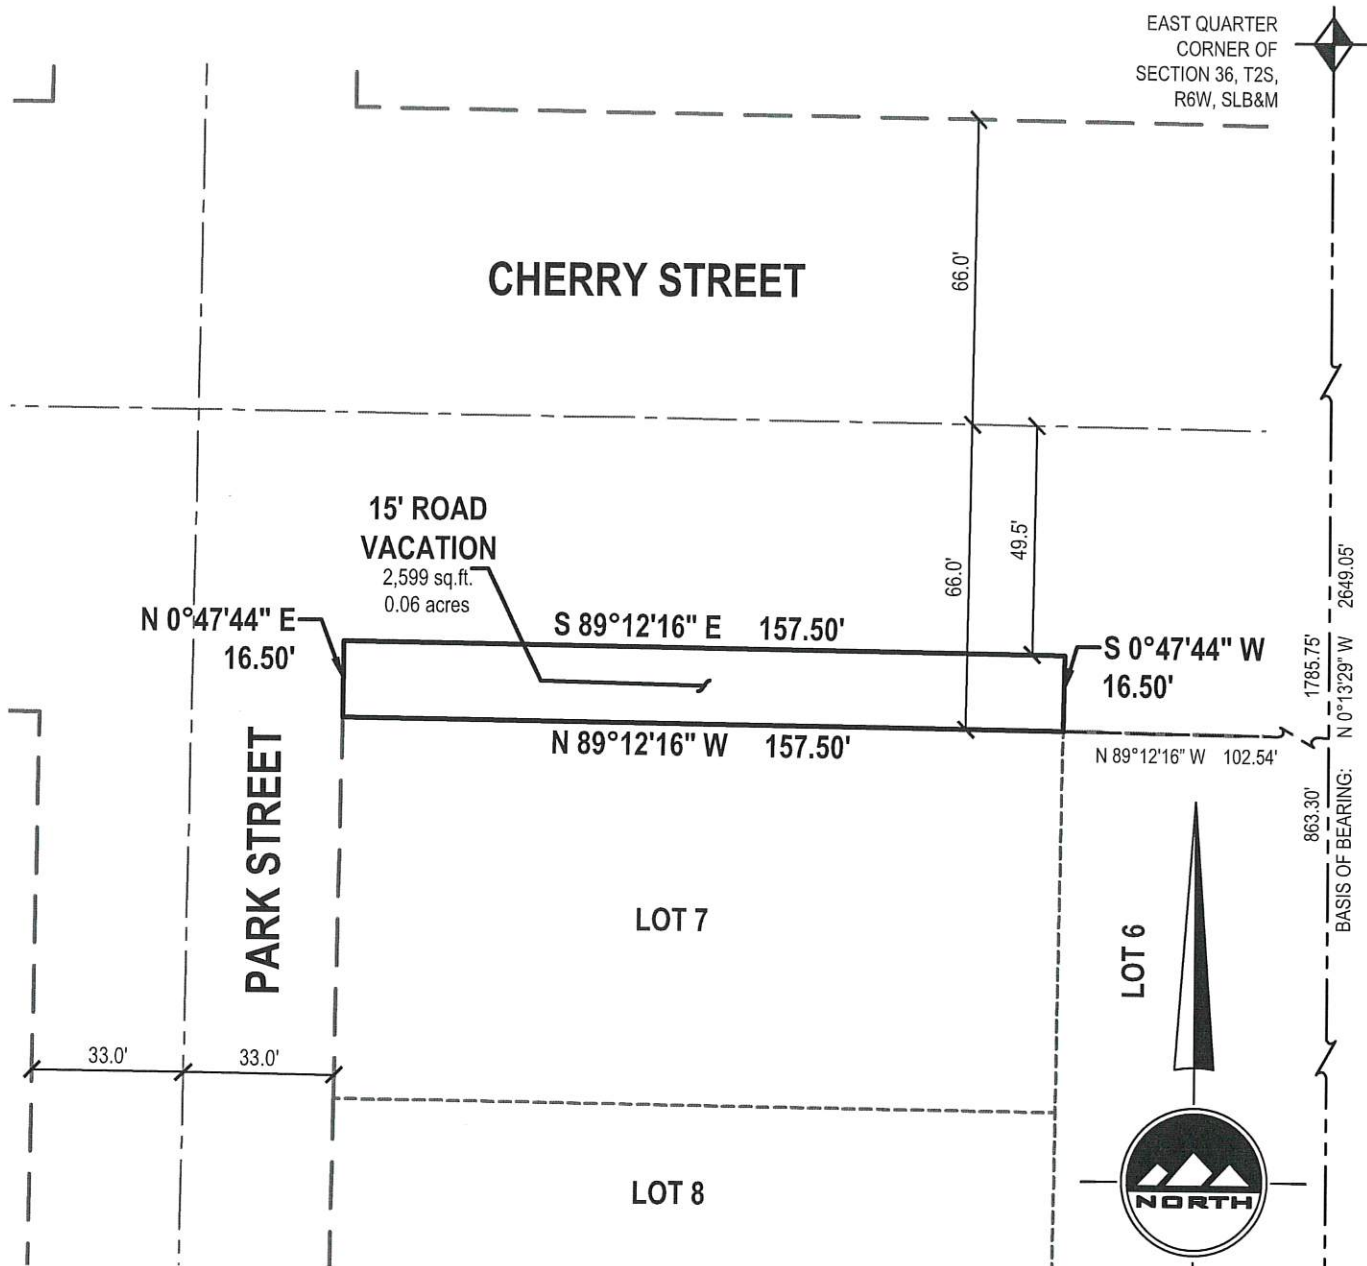 EAST QUARTER
CORNER OF
SECTION 36, T2S,
R6W, SLB&M
CHERRY STREET
66.0'
15' ROAD
VACATION
2,599 sq.ft.
0.06 acres
49.5'
66.0'
N 0°47'44" E
16.50'
S 89°12'16" E 157.50'
S 0°47'44" W
16.50'
N 89°12'16" W 157.50'
N 89°12'16" W 102.54'
1785.75'
863.30'
BASIS OF BEARING: N 0°13'29" W 2649.05'
PARK STREET
LOT 7
LOT 6
33.0'
33.0'
LOT 8
NORTH